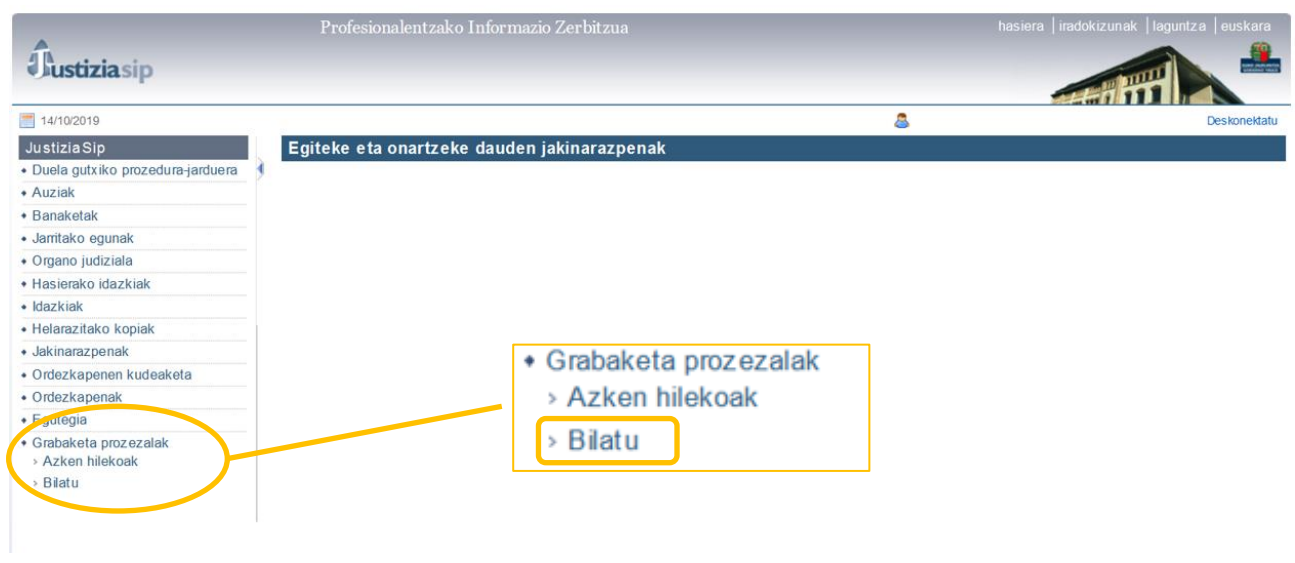 Profesionalentzako Informazio Zerbitzua
hasiera | iradokizunak | laguntza | euskara
Justiziasip
14/10/2019
Deskonektatu
JustiziaSip
Egiteke eta onartzeke dauden jakinarazpenak
Duela gutxiko prozedura-jarduera
Auziak
Banaketak
Jarritako egunak
Organo judiziala
Hasierako idazkiak
Idazkiak
Helarazitako kopiak
Jakinarazpenak
Ordezkapenen kudeaketa
Ordezkapenak
Egutegia
Grabaketa prozezalak
› Azken hilekoak
› Bilatu
Grabaketa prozezalak
› Azken hilekoak
› Bilatu